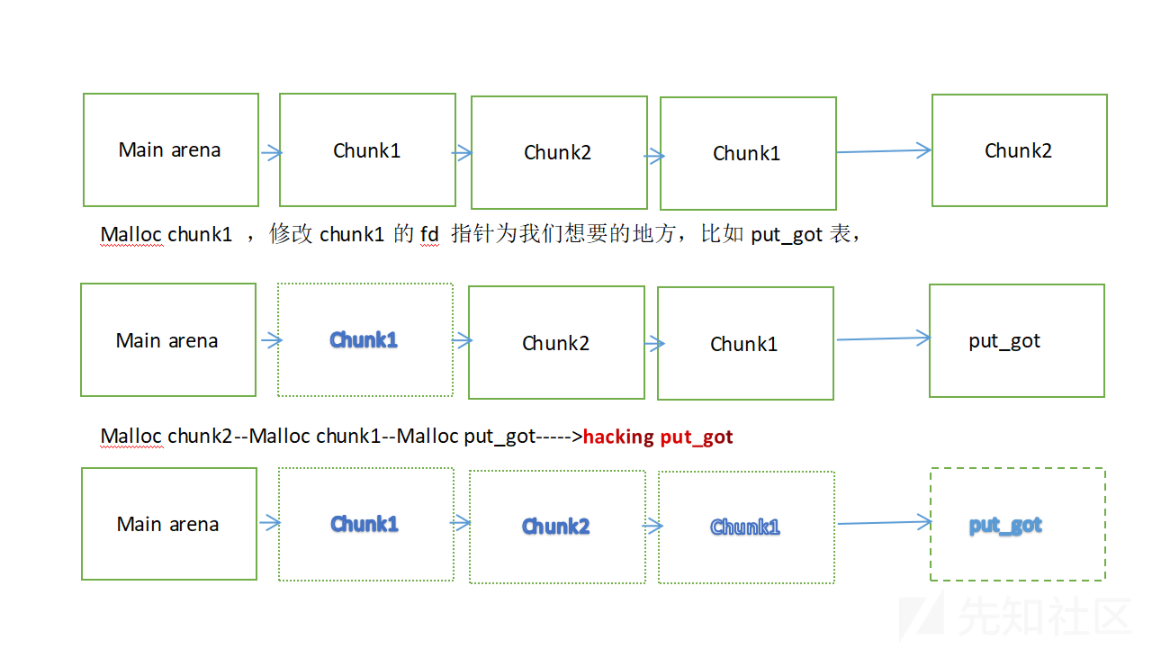 Main arena Chunk1 Chunk2 Chunk1 Chunk2
Malloc chunk1 ，修改 chunk1 的 fd 指针为我们想要的地方，比如 put_got 表，
Main arena Chunk1 Chunk2 Chunk1 put_got
Malloc chunk2--Malloc chunk1--Malloc put_got----->hacking put_got
Main arena Chunk1 Chunk2 Chunk1 put_got
先知社区